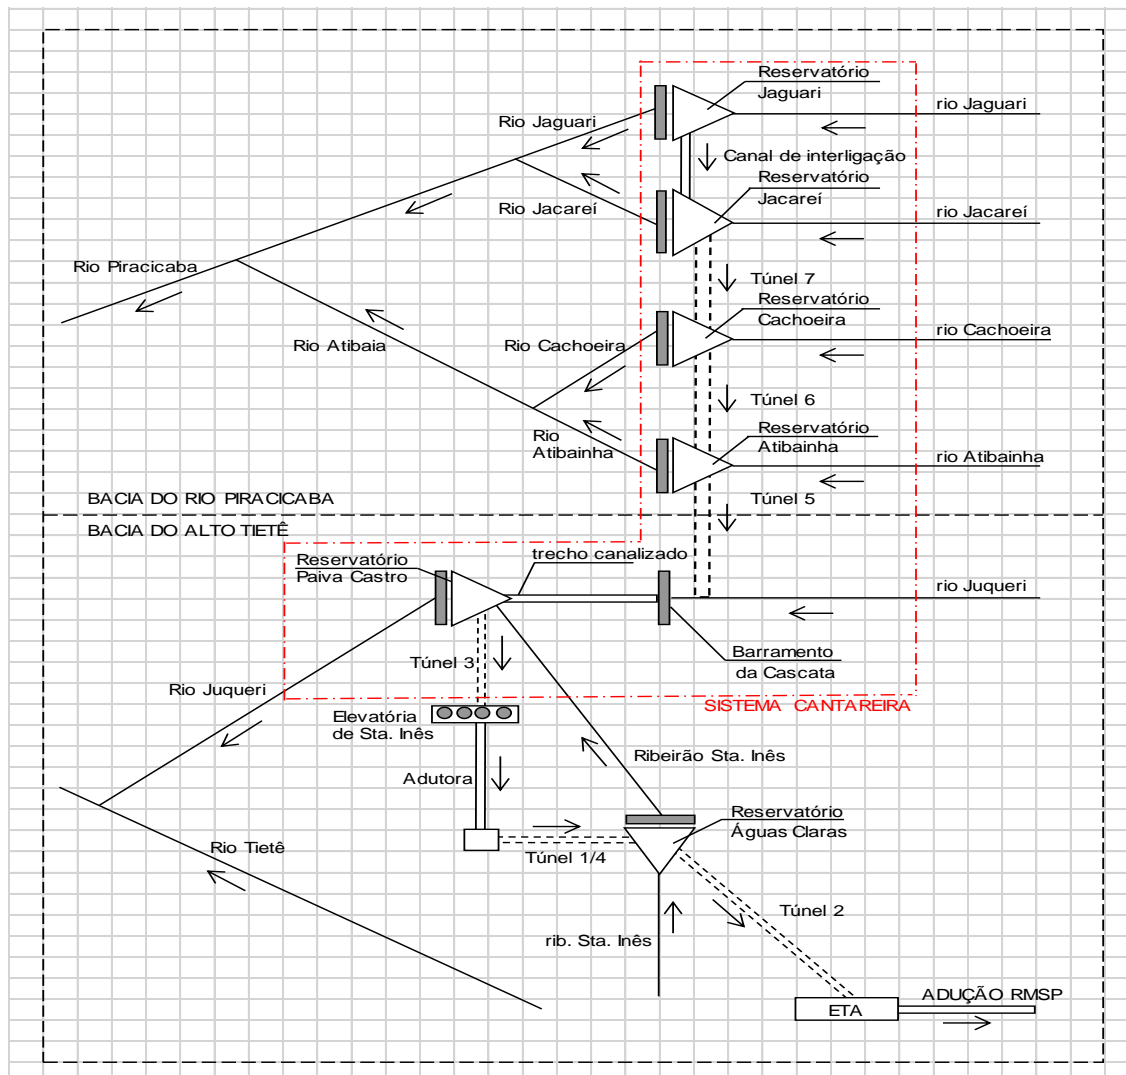 Reservatório
Jaguari
rio Jaguari
Rio Jaguari
Canal de interligação
Reservatório
Jacareí
Rio Jacareí
rio Jacareí
Rio Piracicaba
Túnel 7
Reservatório
Cachoeira
rio Cachoeira
Rio Atibaia
Rio Cachoeira
Túnel 6
Reservatório
Atibainha
Rio
Atibainha
rio Atibainha
BACIA DO RIO PIRACICABA
Túnel 5
BACIA DO ALTO TIETÊ
Reservatório
Paiva Castro
trecho canalizado
rio Juqueri
Túnel 3
Barramento
da Cascata
Rio Juqueri
SISTEMA CANTAREIRA
Elevatória
de Sta. Inês
Ribeirão Sta. Inês
Adutora
Reservatório
Águas Claras
Rio Tietê
Túnel 1/4
Túnel 2
rib. Sta. Inês
ADUÇÃO RMSP
ETA